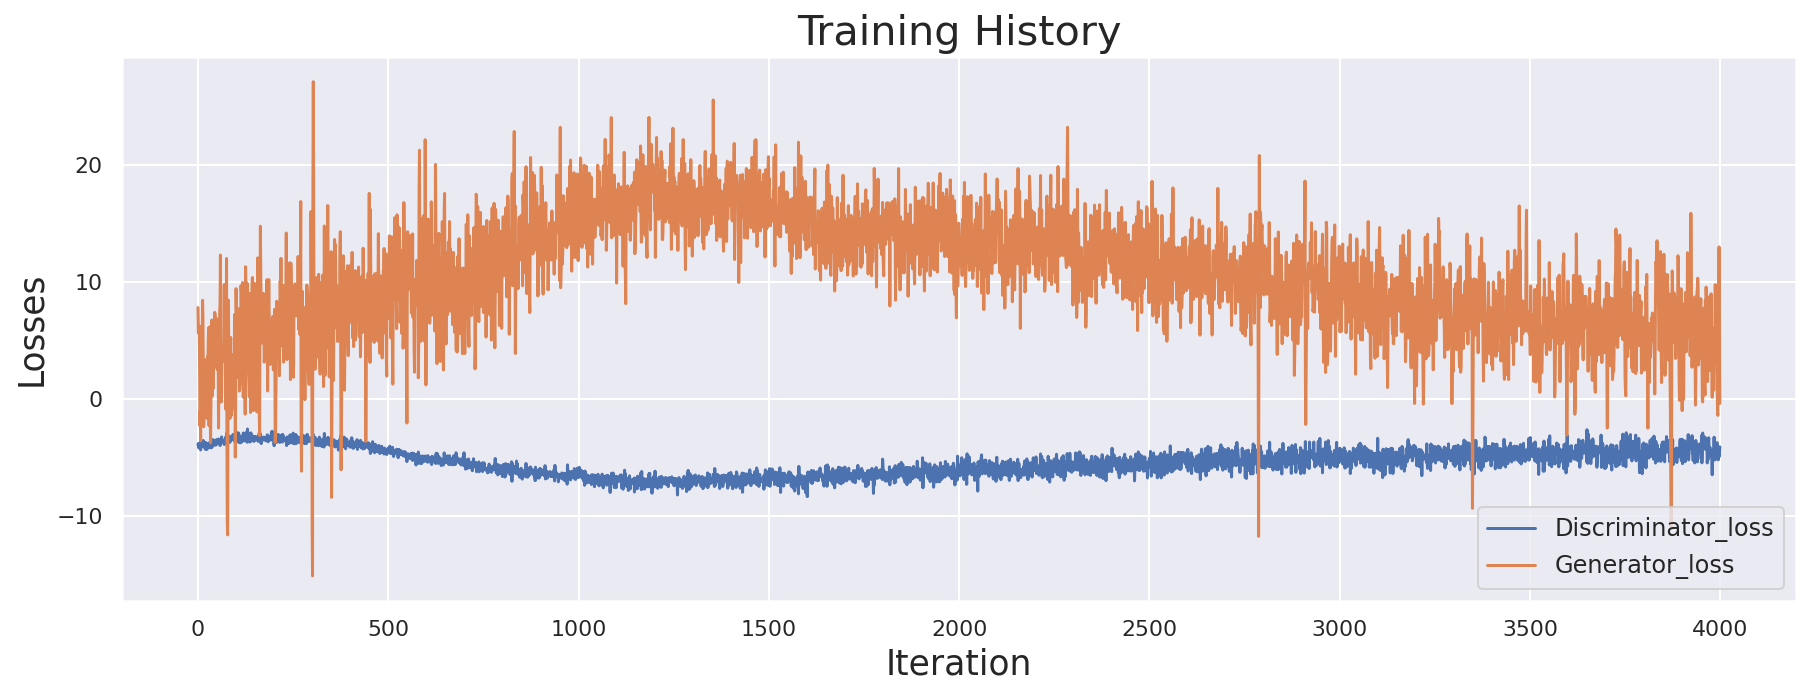 Training History
Losses
20
10
0
−10
Discriminator_loss
Generator_loss
0 500 1000 1500 2000 2500 3000 3500 4000
Iteration